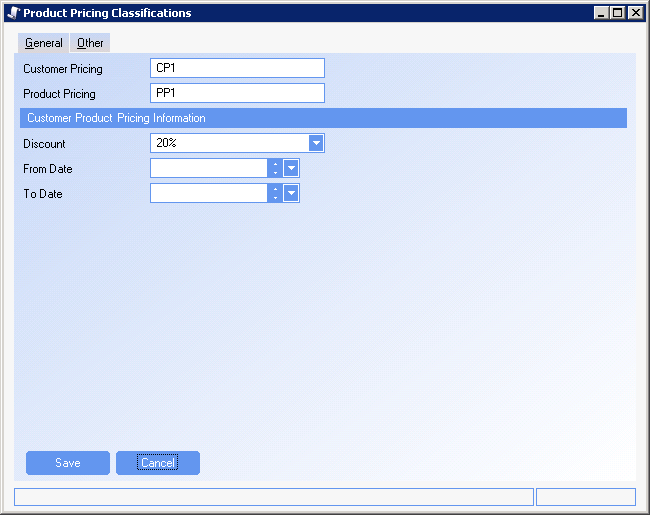 Product Pricing Classifications
General Other
Customer Pricing CP1
Product Pricing PP1
Customer Product Pricing Information
Discount 20%
From Date
To Date
Save Cancel